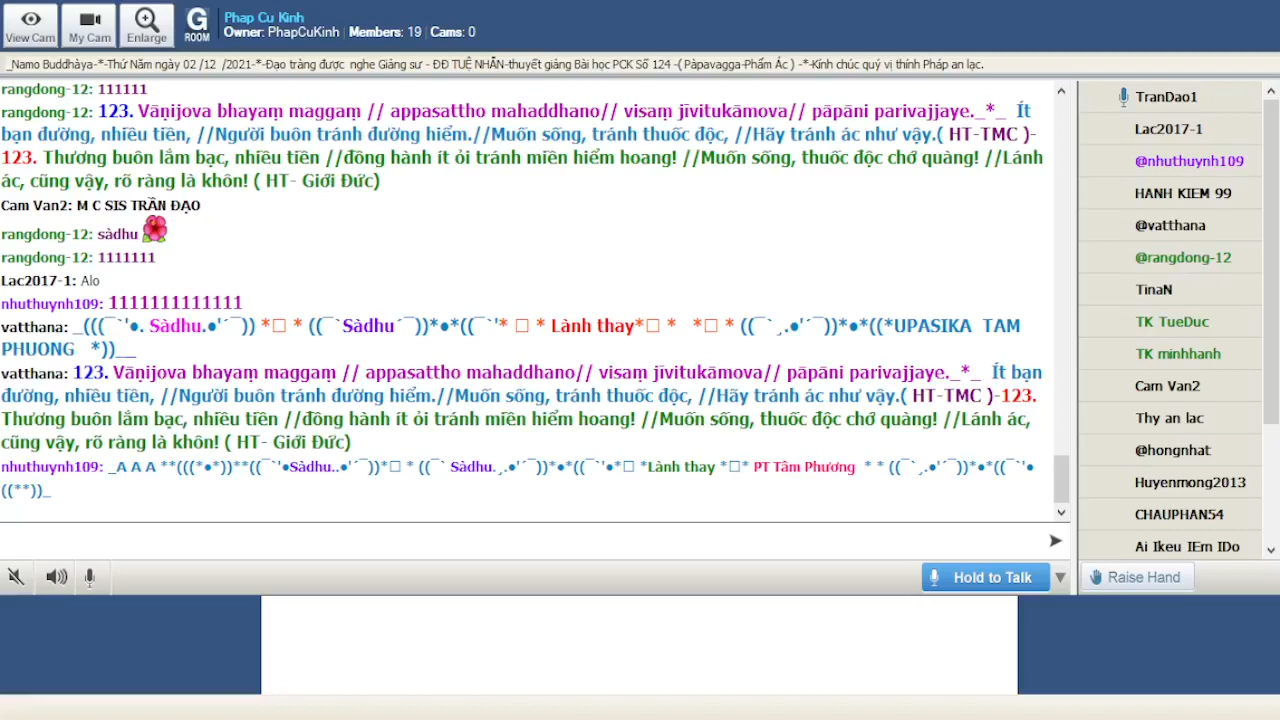 View Cam
My Cam
Enlarge
G
ROOM
Phap Cu Kinh
Owner: PhapCuKinh | Members: 19 | Cams: 0
_Namo Buddhàya-*-Thứ Năm ngày 02 /12 /2021-*-Đạo tràng được nghe Giảng sư - ĐĐ TUỆ NHẪN-thuyết giảng Bài học PCK Số 124 -( Pàpavagga-Phẩm Ác ) -*-Kính chúc quý vị thính Pháp an lạc.
rangdong-12: 111111
rangdong-12: 123. Vāṇijova bhayaṃ maggaṃ // appasattho mahaddhano// visaṃ jīvitukāmova// pāpāni parivajjaye._*_ Ít
bạn đường, nhiều tiền, //Người buôn tránh đường hiểm.//Muốn sống, tránh thuốc độc, //Hãy tránh ác như vậy.( HT-TMC )-
123. Thương buôn lắm bạc, nhiều tiền //đồng hành ít ỏi tránh miền hiểm hoang! //Muốn sống, thuốc độc chớ quàng! //Lánh
ác, cũng vậy, rõ ràng là khôn! ( HT- Giới Đức)
Cam Van2: M C SIS TRẦN ĐẠO
rangdong-12: sàdhu
rangdong-12: 1111111
Lac2017-1: Alo
nhuthuynh109: 1111111111111
vatthana: _(((¯`'●. Sàdhu.●'´¯)) *□ * ((¯`Sàdhu´¯))*●*((¯`'* □ * Lành thay*□ * *□ * ((¯`¸.●'´¯))*●*((*UPASIKA TAM
PHUONG *))__
vatthana: 123. Vāṇijova bhayaṃ maggaṃ // appasattho mahaddhano// visaṃ jīvitukāmova// pāpāni parivajjaye._*_ Ít bạn
đường, nhiều tiền, //Người buôn tránh đường hiểm.//Muốn sống, tránh thuốc độc, //Hãy tránh ác như vậy.( HT-TMC )-123.
Thương buôn lắm bạc, nhiều tiền //đồng hành ít ỏi tránh miền hiểm hoang! //Muốn sống, thuốc độc chớ quàng! //Lánh ác,
cũng vậy, rõ ràng là khôn! ( HT- Giới Đức)
nhuthuynh109: _A A A **(((*●*))**((¯`'●Sàdhu..●'´¯))*□ * ((¯` Sàdhu.¸.●'´¯))*●*((¯`'●*□ *Lành thay *□* PT Tâm Phương * * ((¯`¸.●'´¯))*●*((¯`'●
((**))_
Hold to Talk
TranDao1
Lac2017-1
@nhuthuynh109
HANH KIEM 99
@vatthana
@rangdong-12
TinaN
TK TueDuc
TK minhhanh
Cam Van2
Thy an lac
@hongnhat
Huyenmong2013
CHAUPHAN54
Ai Ikeu IEm IDo
Raise Hand